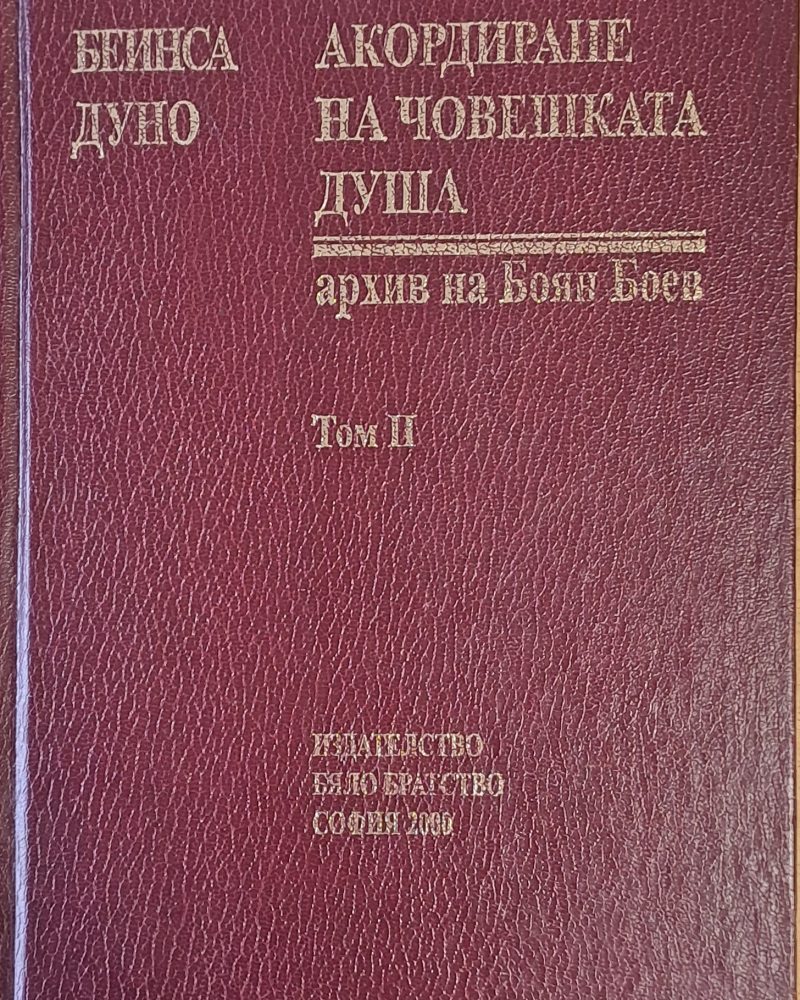 БЕИНСА
ДУНО
АКОРДИРАНЕ
НА ЧОВЕШКАТА
ДУША
архив на Боян Боев
Том II
ИЗДАТЕЛСТВО
БЯЛО БРАТСТВО
СОФИЯ 2000